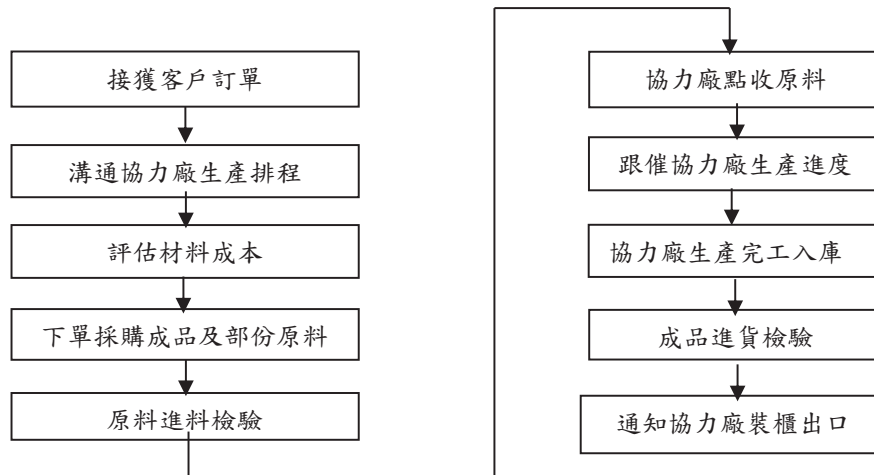 接獲客戶訂單
溝通協力廠生產排程
評估材料成本
下單採購成品及部份原料
原料進料檢驗
協力廠點收原料
跟催協力廠生產進度
協力廠生產完工入庫
成品進貨檢驗
通知協力廠裝櫃出口